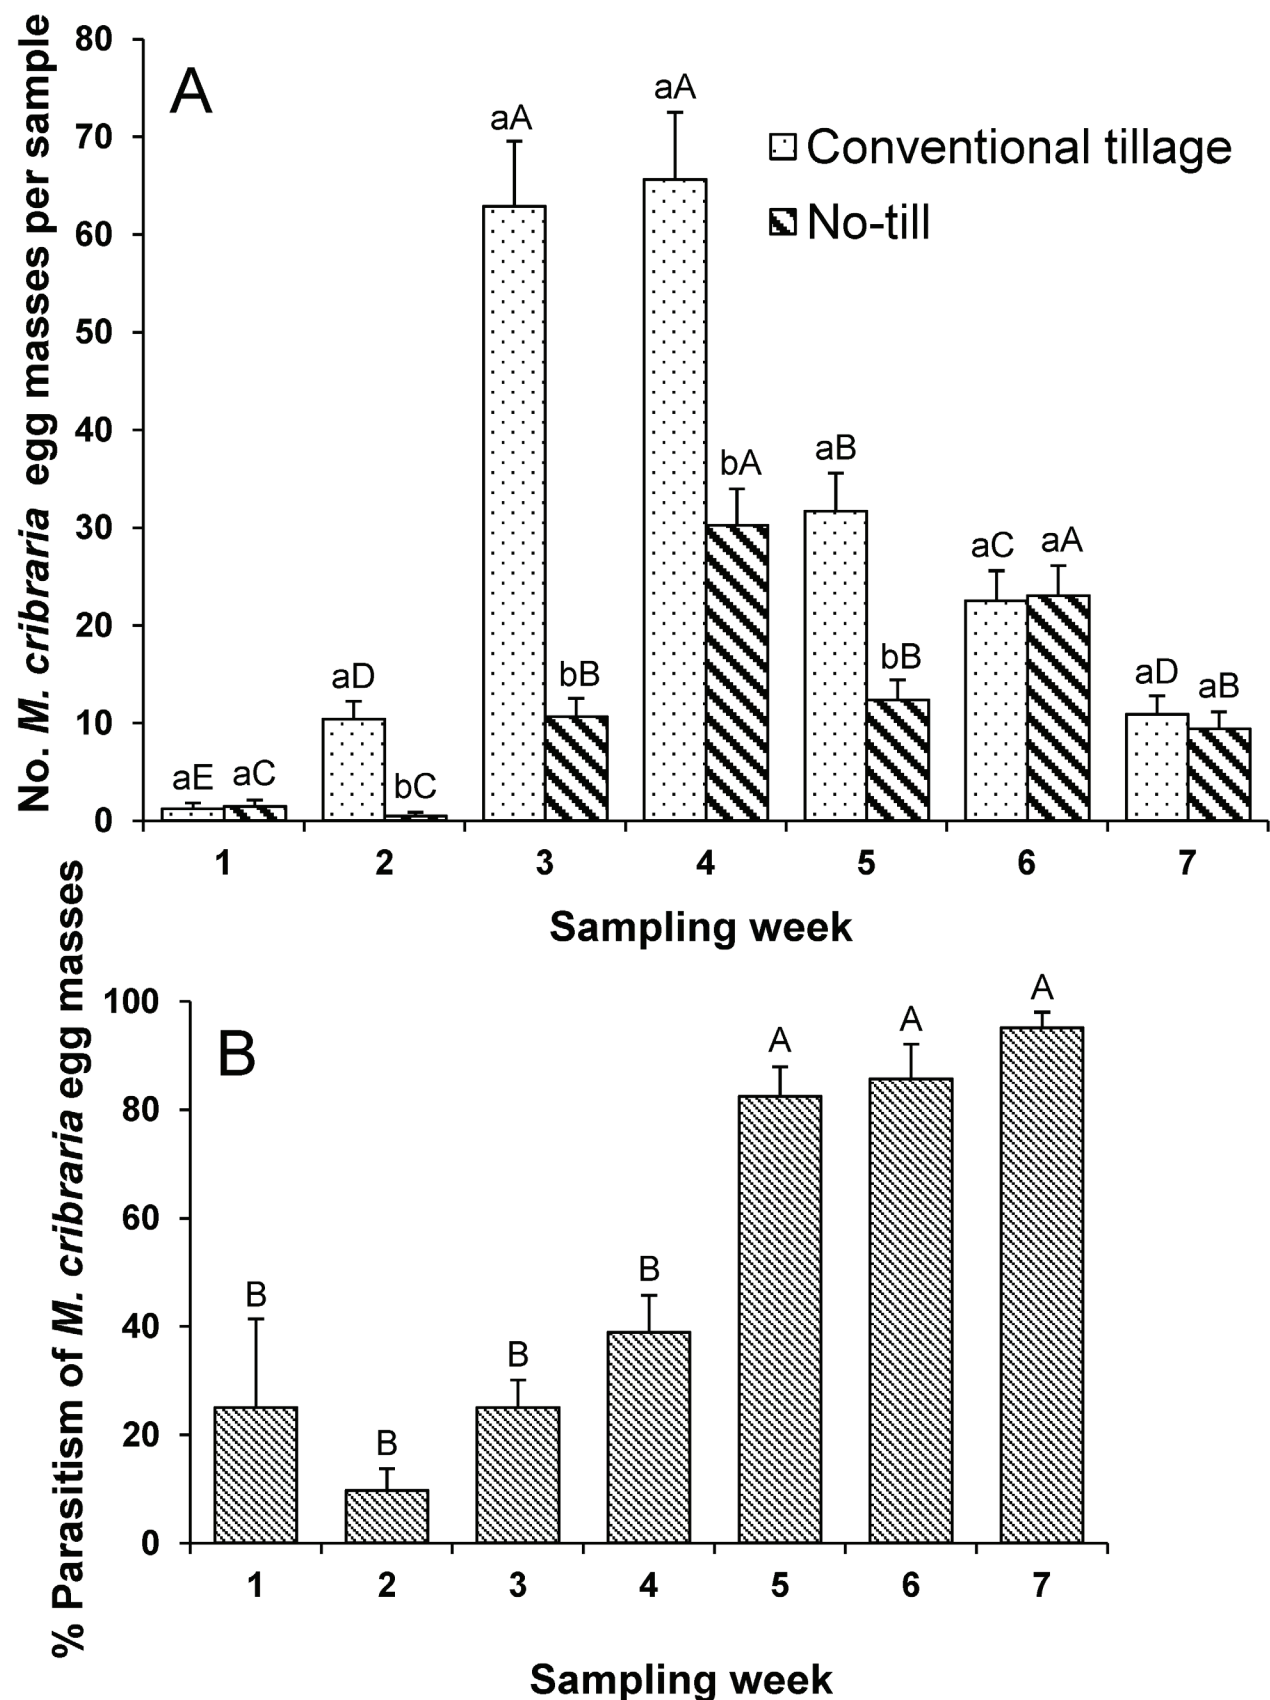 No. M. cribraria egg masses per sample
80
70
60
50
40
30
20
10
0
A
Conventional tillage
No-till
aE aC
aD bC
aA bB
aA bA
aB bB
aC aA
aD aB
1 2 3 4 5 6 7
Sampling week
% Parasitism of M. cribraria egg masses
100
80
60
40
20
0
B
B B B B A A A
1 2 3 4 5 6 7
Sampling week